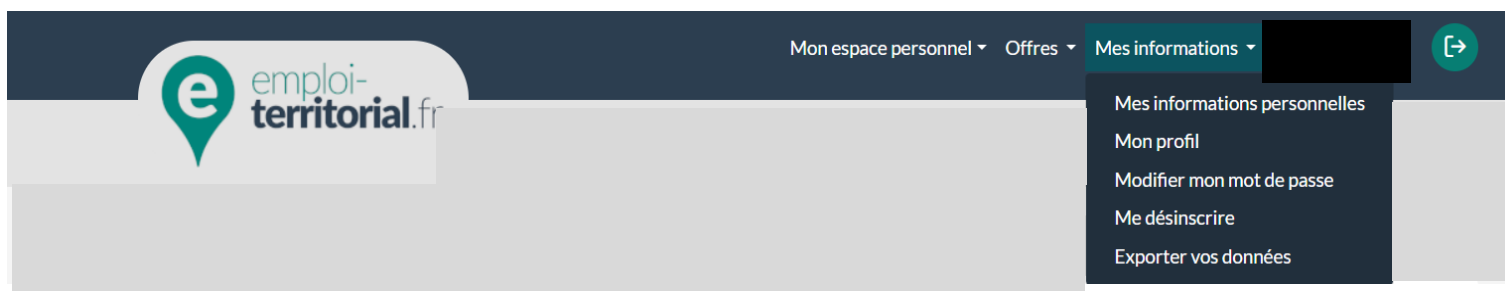 Mon espace personnel Offres Mes informations
e
emploi-
territorial.fr
Mes informations personnelles
Mon profil
Modifier mon mot de passe
Me désinscrire
Exporter vos données